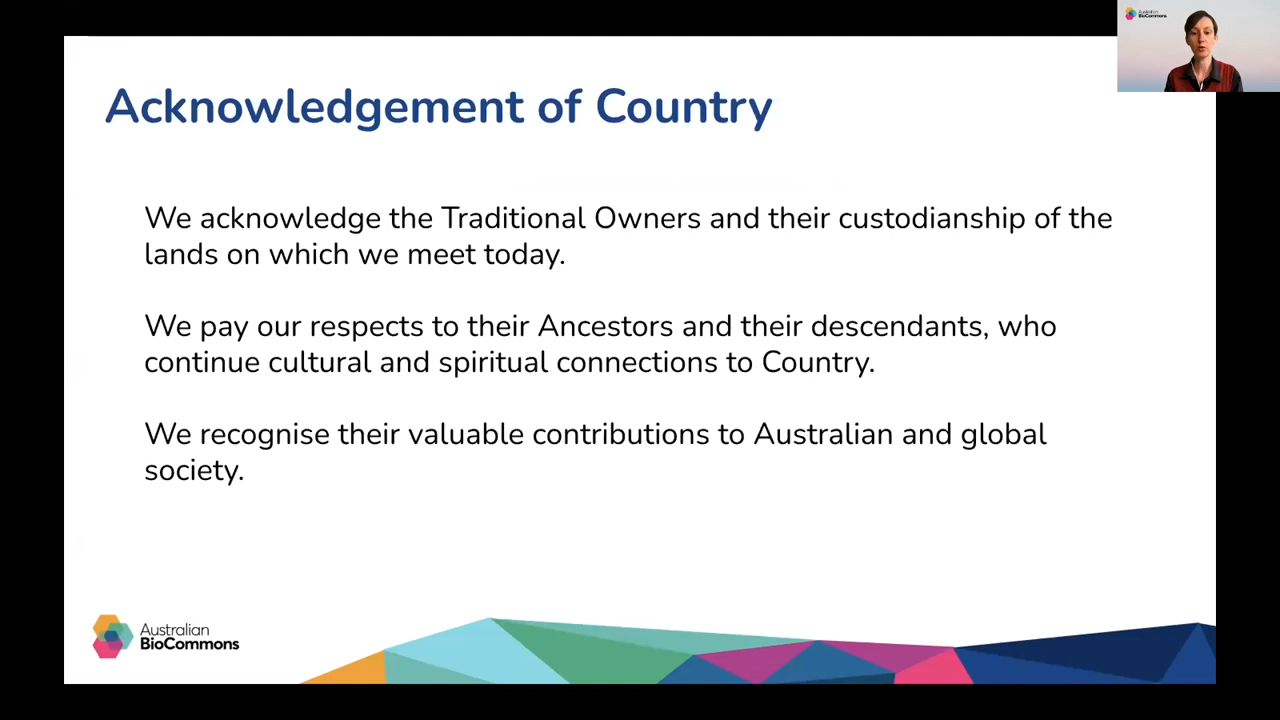 Australian
BioCommons
Acknowledgement of Country
We acknowledge the Traditional Owners and their custodianship of the
lands on which we meet today.
We pay our respects to their Ancestors and their descendants, who
continue cultural and spiritual connections to Country.
We recognise their valuable contributions to Australian and global
society.
Australian
BioCommons